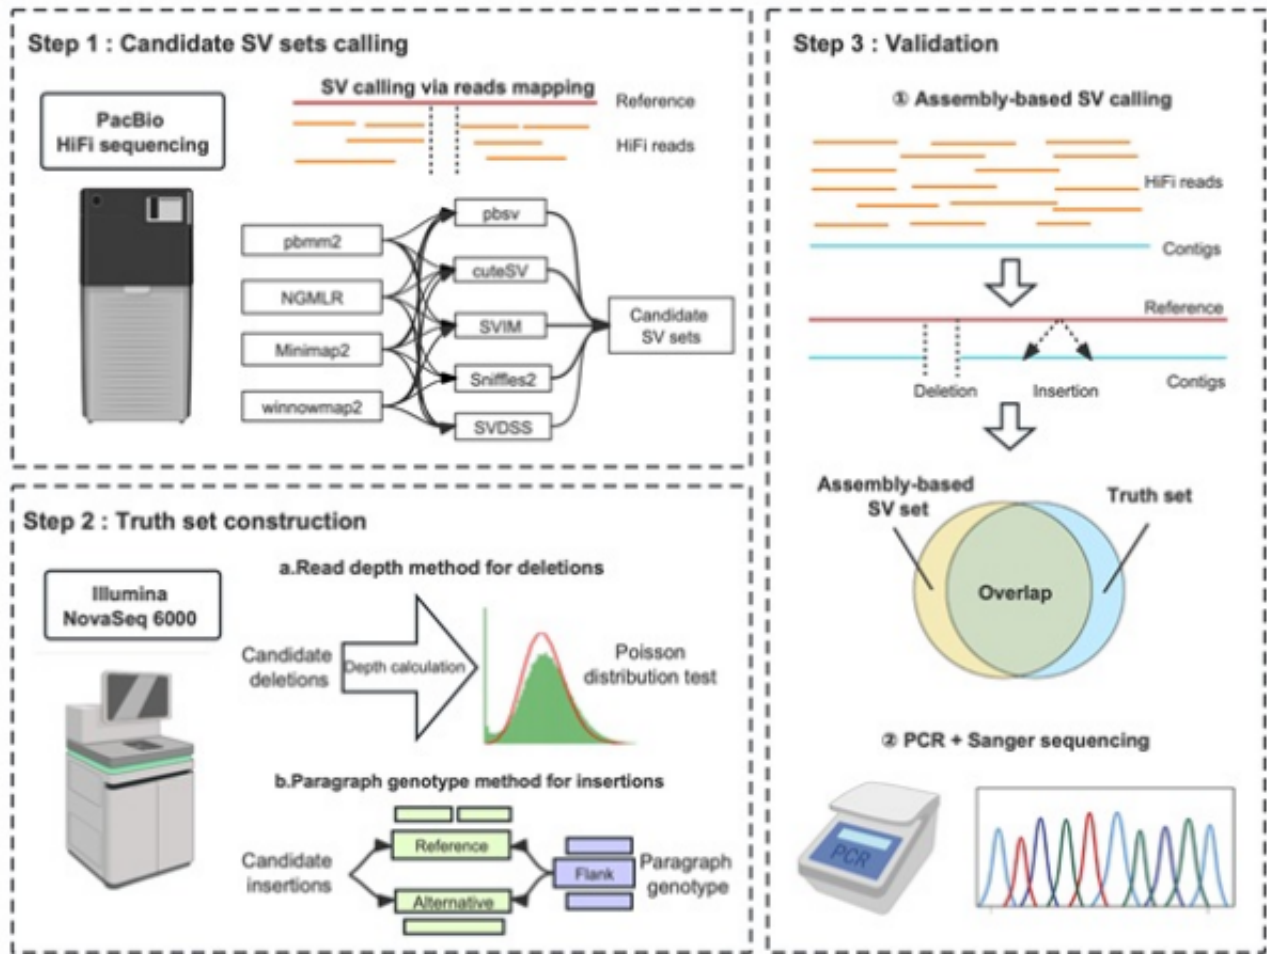 Step 1 : Candidate SV sets calling
PacBio
HiFi sequencing
SV calling via reads mapping
Reference
HiFi reads
pbmm2
NGMLR
Minimap2
winnowmap2
pbsv
cuteSV
SVIM
Sniffles2
SVDSS
Candidate
SV sets
Step 2 : Truth set construction
Illumina
NovaSeq 6000
a.Read depth method for deletions
Candidate
deletions
Depth calculation
Poisson
distribution test
b.Paragraph genotype method for insertions
Candidate
insertions
Reference
Alternative
Flank
Paragraph
genotype
Step 3 : Validation
① Assembly-based SV calling
HiFi reads
Contigs
Reference
Contigs
Deletion
Insertion
Assembly-based
SV set
Truth set
Overlap
② PCR + Sanger sequencing
PCR